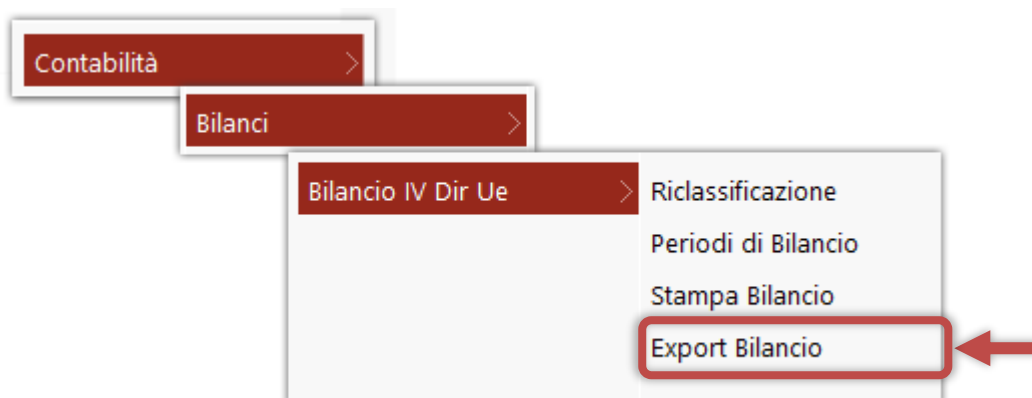 Contabilità
Bilanci
Bilancio IV Dir Ue
Riclassificazione
Periodi di Bilancio
Stampa Bilancio
Export Bilancio